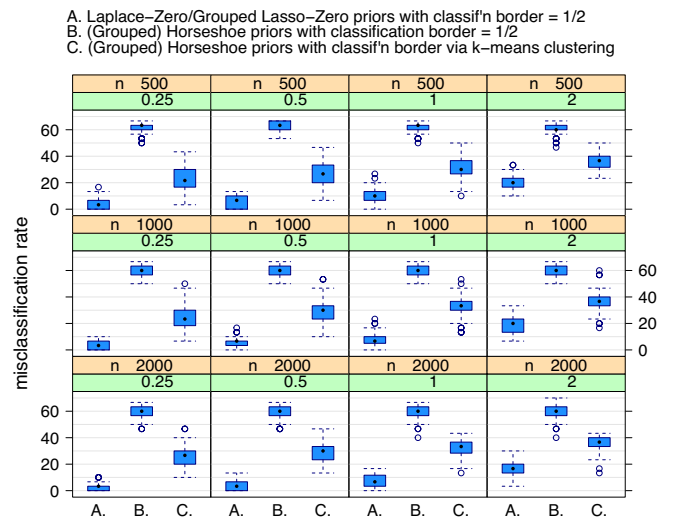 A. Laplace−Zero/Grouped Lasso−Zero priors with classif'n border = 1/2
B. (Grouped) Horseshoe priors with classification border = 1/2
C. (Grouped) Horseshoe priors with classif'n border via k−means clustering
n 500 n 500 n 500 n 500
0.25 0.5 1 2
60
40
20
0
n 1000 n 1000 n 1000 n 1000
0.25 0.5 1 2
60
40
20
0
n 2000 n 2000 n 2000 n 2000
0.25 0.5 1 2
60
40
20
0
A. B. C. A. B. C. A. B. C. A. B. C.
misclassification rate